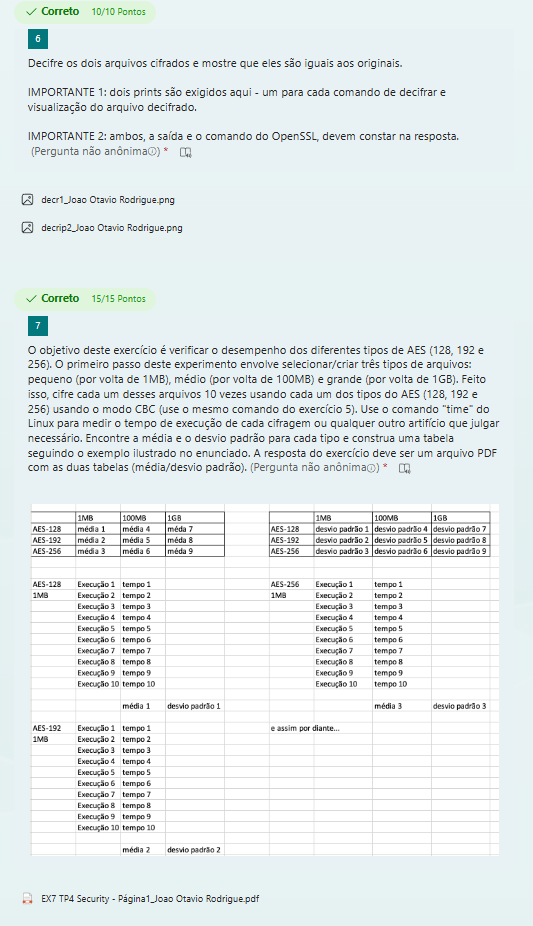 Correto 10/10 Pontos
6
Decifre os dois arquivos cifrados e mostre que eles são iguais aos originais.
IMPORTANTE 1: dois prints são exigidos aqui - um para cada comando de decifrar e
visualização do arquivo decifrado.
IMPORTANTE 2: ambos, a saída e o comando do OpenSSL, devem constar na resposta.
(Pergunta não anônima) *
decr1_Joao Otavio Rodrigue.png
decrip2_Joao Otavio Rodrigue.png
Correto 15/15 Pontos
7
O objetivo deste exercício é verificar o desempenho dos diferentes tipos de AES (128, 192 e
256). O primeiro passo deste experimento envolve selecionar/criar três tipos de arquivos:
pequeno (por volta de 1MB), médio (por volta de 100MB) e grande (por volta de 1GB). Feito
isso, cifre cada um desses arquivos 10 vezes usando cada um dos tipos do AES (128, 192 e
256) usando o modo CBC (use o mesmo comando do exercício 5). Use o comando "time" do
Linux para medir o tempo de execução de cada cifragem ou qualquer outro artifício que julgar
necessário. Encontre a média e o desvio padrão para cada tipo e construa uma tabela
seguindo o exemplo ilustrado no enunciado. A resposta do exercício deve ser um arquivo PDF
com as duas tabelas (média/desvio padrão). (Pergunta não anônima) *
1MB 100MB 1GB 1MB 100MB 1GB
AES-128 média 1 média 4 méda 7 AES-128 desvio padrão 1 desvio padrão 4 desvio padrão 7
AES-192 média 2 média 5 méda 8 AES-192 desvio padrão 2 desvio padrão 5 desvio padrão 8
AES-256 média 3 média 6 méda 9 AES-256 desvio padrão 3 desvio padrão 6 desvio padrão 9
AES-128 Execução 1 tempo 1 AES-256 Execução 1 tempo 1
1MB Execução 2 tempo 2 1MB Execução 2 tempo 2
Execução 3 tempo 3 Execução 3 tempo 3
Execução 4 tempo 4 Execução 4 tempo 4
Execução 5 tempo 5 Execução 5 tempo 5
Execução 6 tempo 6 Execução 6 tempo 6
Execução 7 tempo 7 Execução 7 tempo 7
Execução 8 tempo 8 Execução 8 tempo 8
Execução 9 tempo 9 Execução 9 tempo 9
Execução 10 tempo 10 Execução 10 tempo 10
média 1 desvio padrão 1 média 3 desvio padrão 3
AES-192 Execução 1 tempo 1 e assim por diante...
1MB Execução 2 tempo 2
Execução 3 tempo 3
Execução 4 tempo 4
Execução 5 tempo 5
Execução 6 tempo 6
Execução 7 tempo 7
Execução 8 tempo 8
Execução 9 tempo 9
Execução 10 tempo 10
média 2 desvio padrão 2
EX7 TP4 Security - Página1_Joao Otavio Rodrigue.pdf